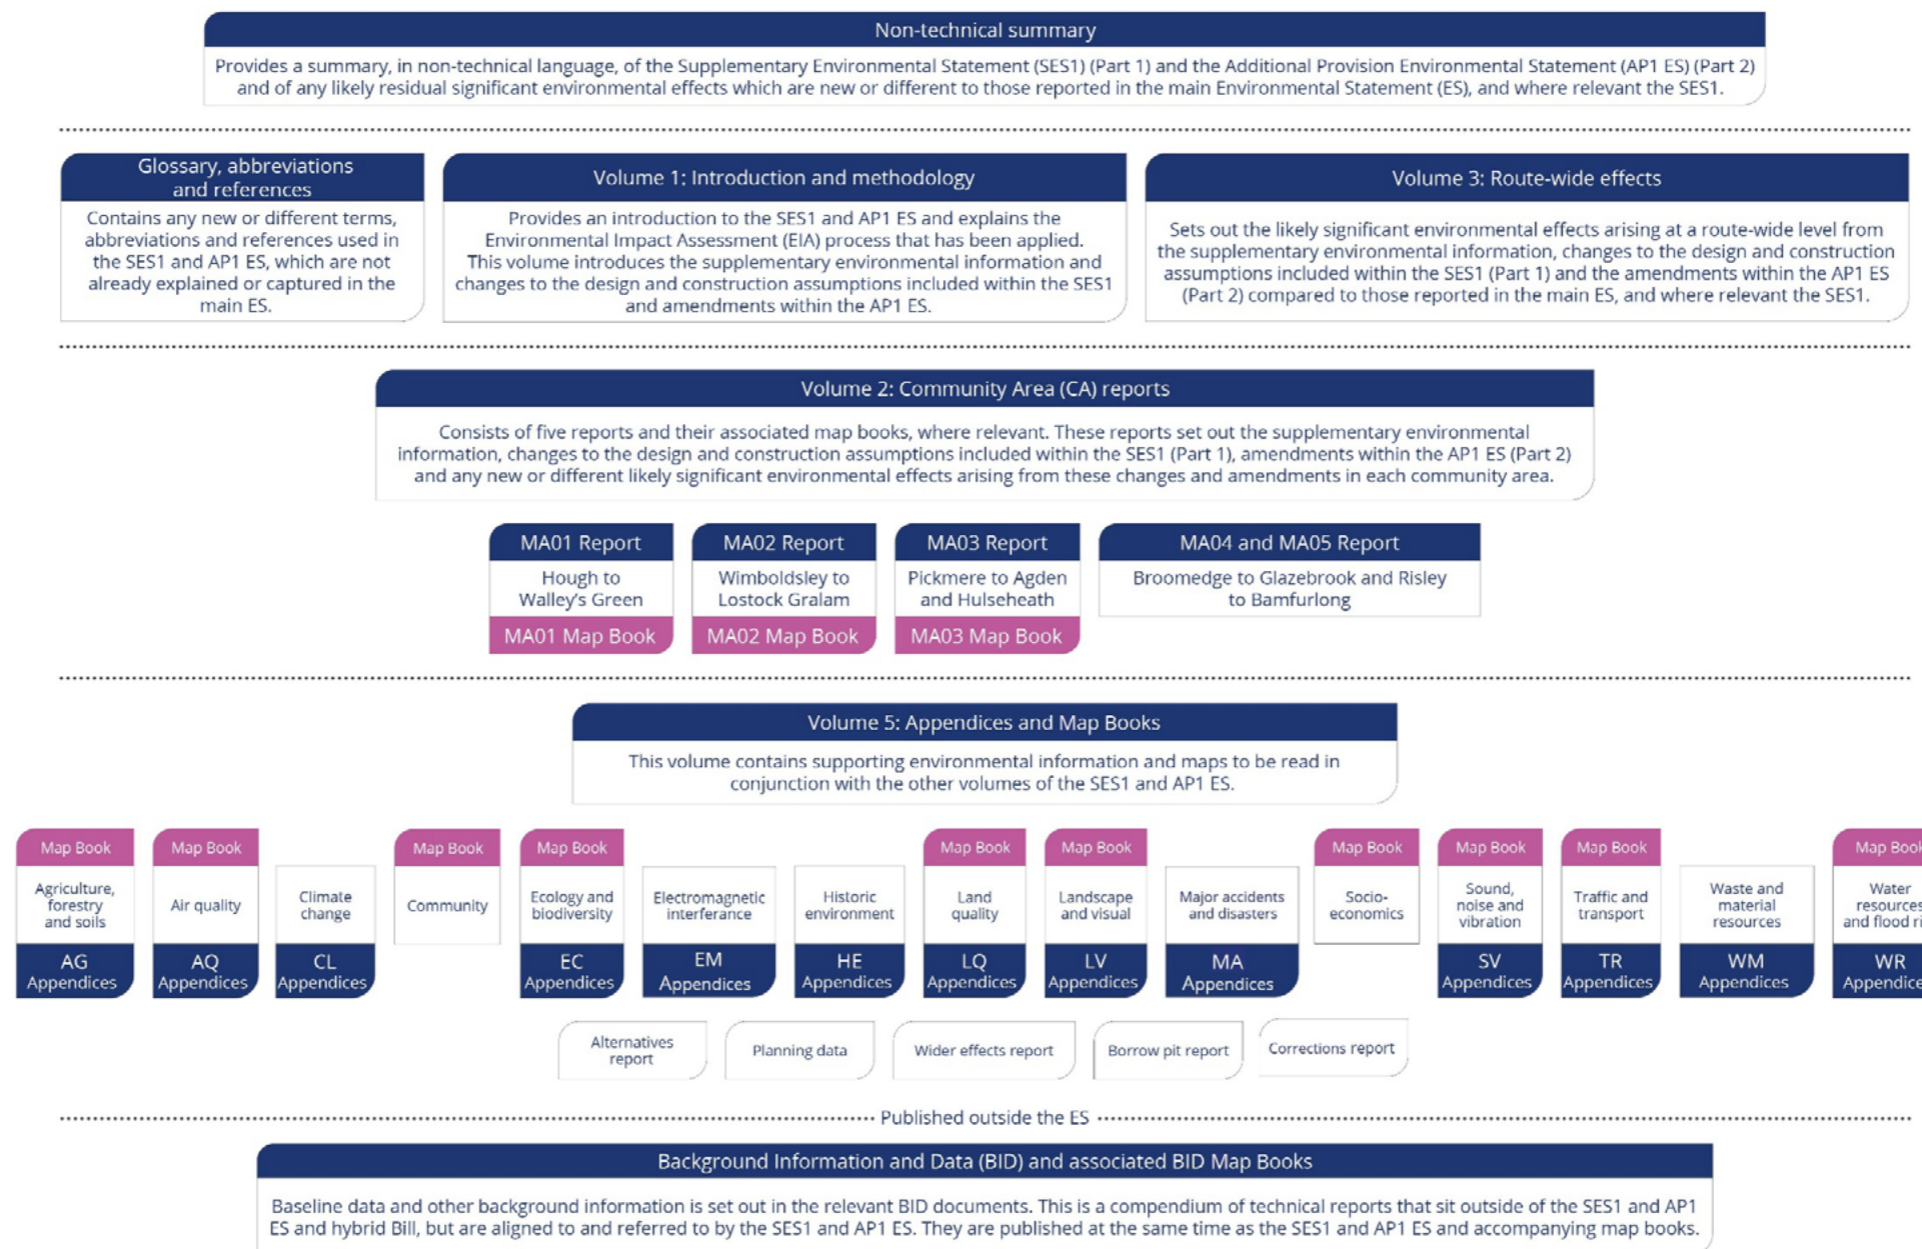 Non-technical summary
Provides a summary, in non-technical language, of the Supplementary Environmental Statement (SES1) (Part 1) and the Additional Provision Environmental Statement (AP1 ES) (Part 2)
and of any likely residual significant environmental effects which are new or different to those reported in the main Environmental Statement (ES), and where relevant the SES1.
Glossary, abbreviations
and references
Contains any new or different terms,
abbreviations and references used in
the SES1 and AP1 ES, which are not
already explained or captured in the
main ES.
Volume 1: Introduction and methodology
Provides an introduction to the SES1 and AP1 ES and explains the
Environmental Impact Assessment (EIA) process that has been applied.
This volume introduces the supplementary environmental information and
changes to the design and construction assumptions included within the SES1
and amendments within the AP1 ES.
Volume 3: Route-wide effects
Sets out the likely significant environmental effects arising at a route-wide level from
the supplementary environmental information, changes to the design and construction
assumptions included within the SES1 (Part 1) and the amendments within the AP1 ES
(Part 2) compared to those reported in the main ES, and where relevant the SES1.
Volume 2: Community Area (CA) reports
Consists of five reports and their associated map books, where relevant. These reports set out the supplementary environmental
information, changes to the design and construction assumptions included within the SES1 (Part 1), amendments within the AP1 ES (Part 2)
and any new or different likely significant environmental effects arising from these changes and amendments in each community area.
MA01 Report
Hough to
Walley's Green
MA01 Map Book
MA02 Report
Wimboldsley to
Lostock Gralam
MA02 Map Book
MA03 Report
Pickmere to Agden
and Hulseheath
MA03 Map Book
MA04 and MA05 Report
Broomedge to Glazebrook and Risley
to Bamfurlong
Volume 5: Appendices and Map Books
This volume contains supporting environmental information and maps to be read in
conjunction with the other volumes of the SES1 and AP1 ES.
Map Book
Agriculture,
forestry
and soils
AG
Appendices
Map Book
Air quality
AQ
Appendices
Climate
change
CL
Appendices
Map Book
Community
Map Book
Ecology and
biodiversity
EC
Appendices
Electromagnetic
interferance
EM
Appendices
Historic
environment
HE
Appendices
Map Book
Land
quality
LQ
Appendices
Map Book
Landscape
and visual
LV
Appendices
Major accidents
and disasters
MA
Appendices
Map Book
Socio-
economics
Map Book
Sound,
noise and
vibration
SV
Appendices
Map Book
Traffic and
transport
TR
Appendices
Waste and
material
resources
WM
Appendices
Map Book
Water
resources
and flood ri
WR
Appendice
Alternatives
report
Planning data
Wider effects report
Borrow pit report
Corrections report
Published outside the ES
Background Information and Data (BID) and associated BID Map Books
Baseline data and other background information is set out in the relevant BID documents. This is a compendium of technical reports that sit outside of the SES1 and AP1
ES and hybrid Bill, but are aligned to and referred to by the SES1 and AP1 ES. They are published at the same time as the SES1 and AP1 ES and accompanying map books.